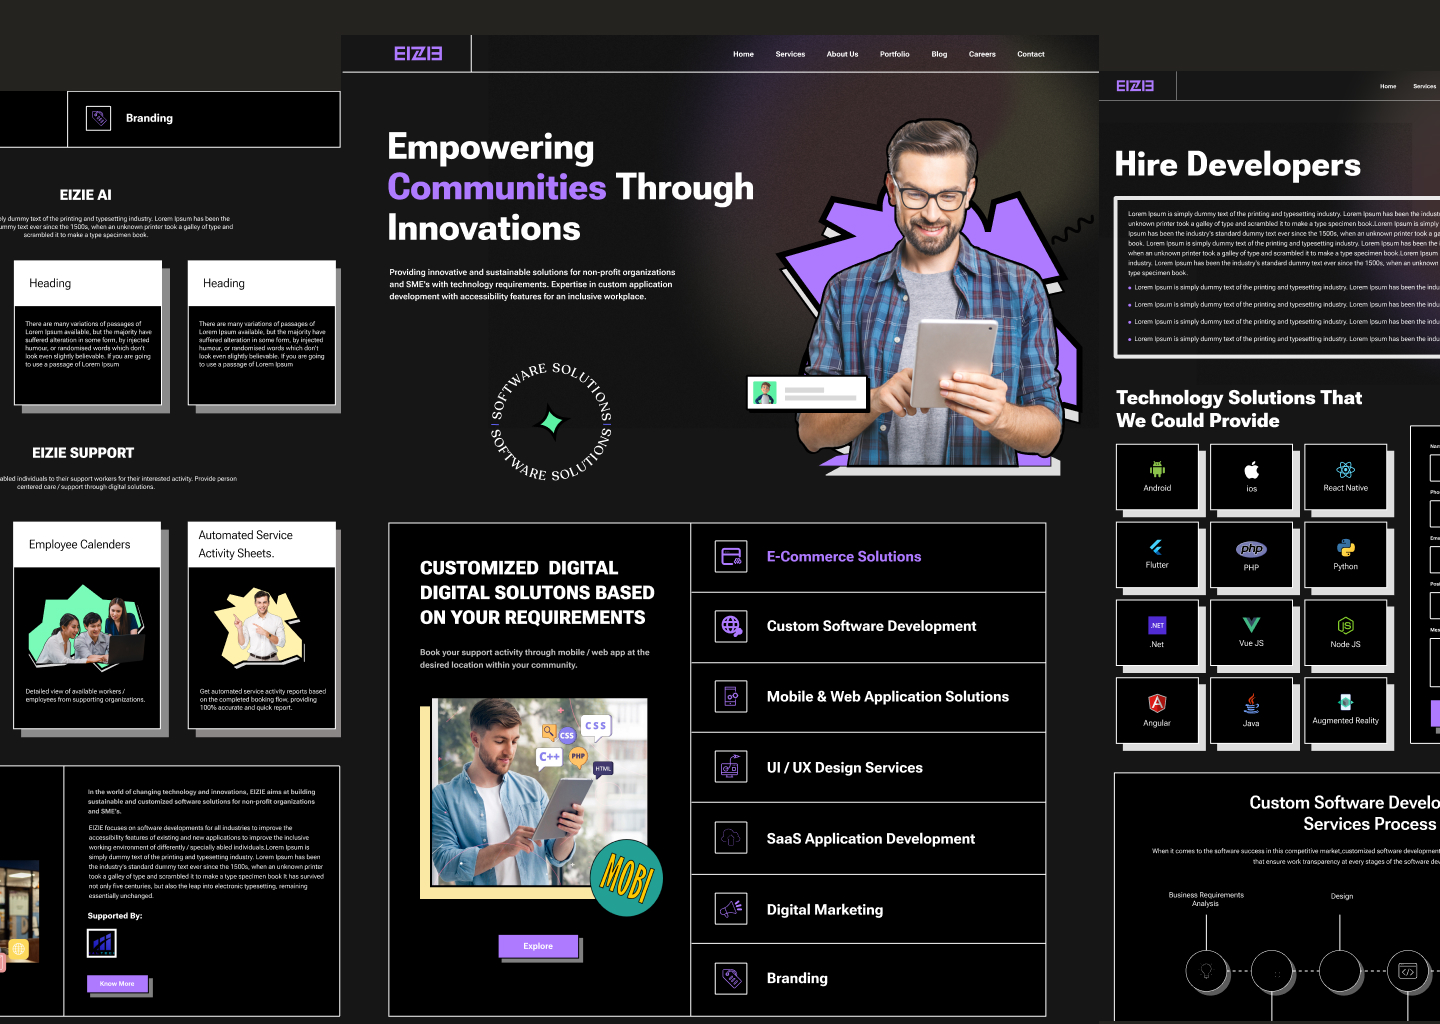 Branding
EIZIE AI
dummy text of the printing and typesetting industry. Lorem Ipsum has been the
text ever since the 1500s, when an unknown printer took a galley of type and
scrambled it to make a type specimen book.
Heading
There are many variations of passages of
Lorem Ipsum available, but the majority have
suffered alteration in some form, by injected
humour, or randomised words which don't
look even slightly believable. If you are going
to use a passage of Lorem Ipsum
Heading
There are many variations of passages of
Lorem Ipsum available, but the majority have
suffered alteration in some form, by injected
humour, or randomised words which don't
look even slightly believable. If you are going
to use a passage of Lorem Ipsum
EIZIE SUPPORT
individuals to their support workers for their interested activity. Provide person
centered care / support through digital solutions.
Employee Calenders
Detailed view of available workers /
employees from supporting organizations.
Automated Service
Activity Sheets.
Get automated service activity reports based
on the completed booking flow, providing
100% accurate and quick report.
In the world of changing technology and innovations, EIZIE aims at building
sustainable and customized software solutions for non-profit organizations
and SME's.
EIZIE focuses on software developments for all industries to improve the
accessibility features of existing and new applications to improve the inclusive
working environment of differently / specially abled individuals.Lorem Ipsum is
simply dummy text of the printing and typesetting industry. Lorem Ipsum has been
the industry's standard dummy text ever since the 1500s, when an unknown printer
took a galley of type and scrambled it to make a type specimen book It has survived
not only five centuries, but also the leap into electronic typesetting, remaining
essentially unchanged.
Supported By:
Know More
EIZIE
Home Services About Us Portfolio Blog Careers Contact
Empowering
Communities Through
Innovations
Providing innovative and sustainable solutions for non-profit organizations
and SME's with technology requirements. Expertise in custom application
development with accessibility features for an inclusive workplace.
SOFTWARE SOLUTIONS
SOFTWARE SOLUTIONS
CUSTOMIZED DIGITAL
DIGITAL SOLUTONS BASED
ON YOUR REQUIREMENTS
Book your support activity through mobile / web app at the
desired location within your community.
CSS
CSS
C++
PHP
HTML
MOBI
Explore
E-Commerce Solutions
Custom Software Development
Mobile & Web Application Solutions
UI / UX Design Services
SaaS Application Development
Digital Marketing
Branding
EIZIE
Home Services
Hire Developers
Lorem Ipsum is simply dummy text of the printing and typesetting industry. Lorem Ipsum has been the
unknown printer took a galley of type and scrambled it to make a type specimen book.Lorem Ipsum is simply
Ipsum has been the industry's standard dummy text ever since the 1500s, when an unknown printer took a
book. Lorem Ipsum is simply dummy text of the printing and typesetting industry. Lorem Ipsum has been the
printer took a galley of type and scrambled it to make a type specimen book.Lorem Ipsum
industry. Lorem Ipsum has been the industry's standard dummy text ever since the 1500s, when an unknown
type specimen book.
Lorem Ipsum is simply dummy text of the printing and typesetting industry. Lorem Ipsum has been the
Lorem Ipsum is simply dummy text of the printing and typesetting industry. Lorem Ipsum has been the
Lorem Ipsum is simply dummy text of the printing and typesetting industry. Lorem Ipsum has been the
Lorem Ipsum is simply dummy text of the printing and typesetting industry. Lorem Ipsum has been the
Technology Solutions That
We Could Provide
Android
ios
React Native
Flutter
php
PHP
Python
.NET
.Net
Vue JS
JS
Node JS
Angular
Java
Augmented Reality
Custom Software
Services Process
When it comes to the software success in this competitive market,customized software
that ensure work transparency at every stages of the software
Business Requirements
Analysis
Design